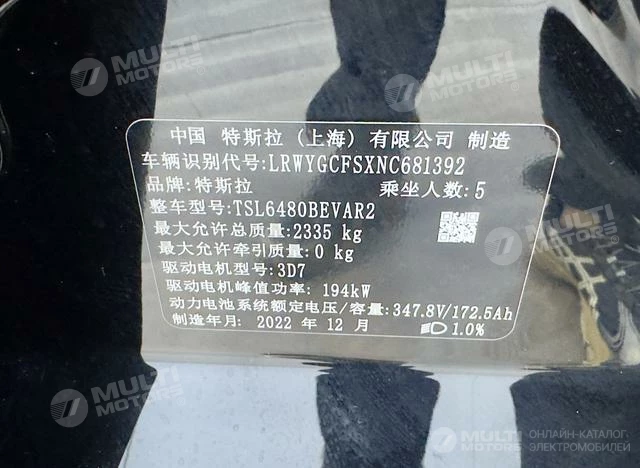 MULTI MOTORS
MULTI MOTORS
中国 特斯拉（上海）有限公司 制造
车辆识别代号:LRWYGCFSXNC681392
品牌:特斯拉 乘坐人数:5
整车型号:TSL6480BEVAR2
最大允许总质量:2335 kg
最大允许牵引质量:0 kg
驱动电机型号:3D7
驱动电机峰值功率: 194kW
动力电池系统额定电压/容量:347.8V/172.5Ah
制造年月: 2022 年 12 月 1.0%
MULTI MOTORS
MULTI MOTORS
ОНЛАЙН-КАТАЛОГ
ЭЛЕКТРОМОБИЛЕЙ